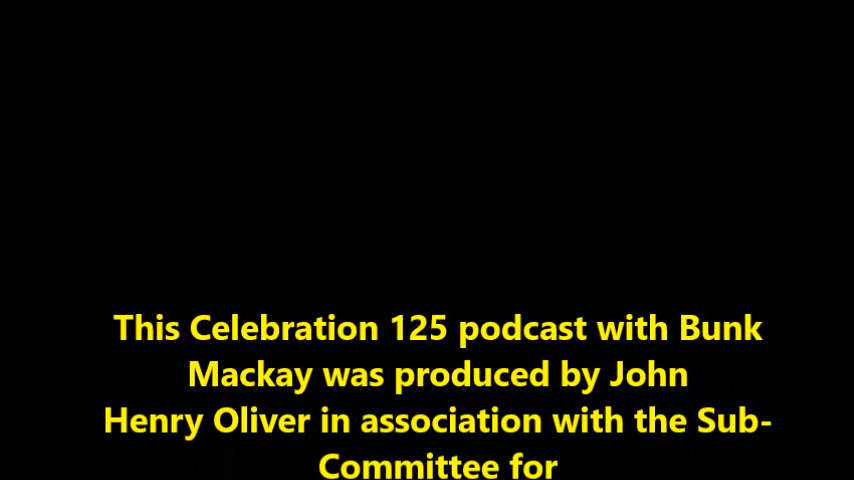 This Celebration 125 podcast with Bunk
Mackay was produced by John
Henry Oliver in association with the Sub-
Committee for